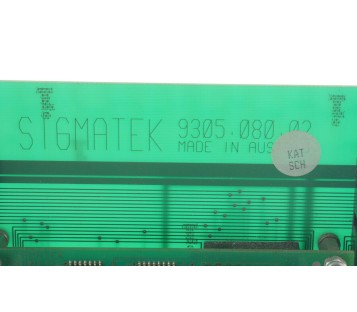 SIGMATEK 9305.080.02
MADE IN AUS
KAT
SCH